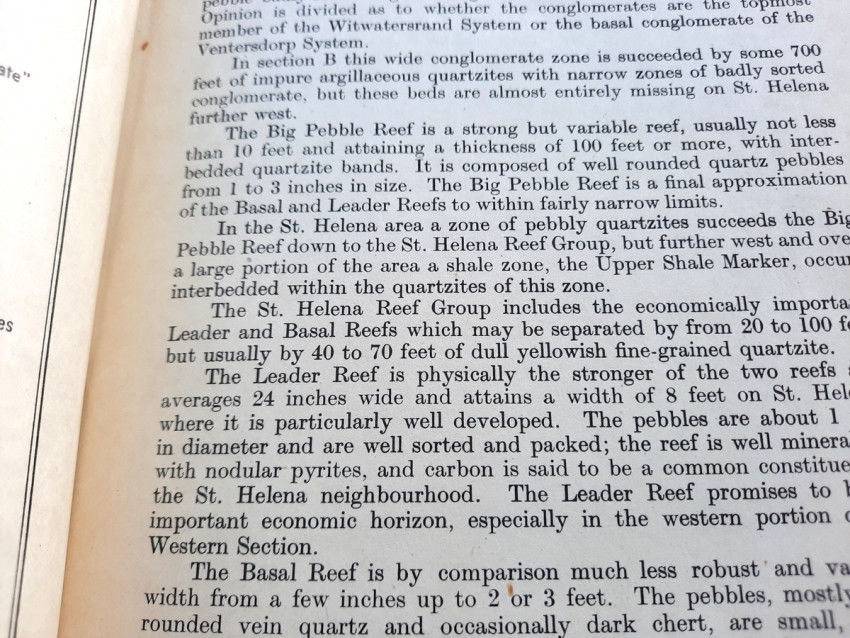 ate"
es
pebble
Opinion is divided as to whether the conglomerates are the topmost
member of the Witwatersrand System or the basal conglomerate of the
Ventersdorp System.
In section B this wide conglomerate zone is succeeded by some 700
feet of impure argillaceous quartzites with narrow zones of badly sorted
conglomerate, but these beds are almost entirely missing on St. Helena
further west.
The Big Pebble Reef is a strong but variable reef, usually not less
than 10 feet and attaining a thickness of 100 feet or more, with inter-
bedded quartzite bands. It is composed of well rounded quartz pebbles
from 1 to 3 inches in size. The Big Pebble Reef is a final approximation
of the Basal and Leader Reefs to within fairly narrow limits.
In the St. Helena area a zone of pebbly quartzites succeeds the Big
Pebble Reef down to the St. Helena Reef Group, but further west and ove
a large portion of the area a shale zone, the Upper Shale Marker, occur
interbedded within the quartzites of this zone.
The St. Helena Reef Group includes the economically importa
Leader and Basal Reefs which may be separated by from 20 to 100 fe
but usually by 40 to 70 feet of dull yellowish fine-grained quartzite.
The Leader Reef is physically the stronger of the two reefs a
averages 24 inches wide and attains a width of 8 feet on St. Hele
where it is particularly well developed. The pebbles are about 1
in diameter and are well sorted and packed; the reef is well minera
with nodular pyrites, and carbon is said to be a common constitue
the St. Helena neighbourhood. The Leader Reef promises to b
important economic horizon, especially in the western portion o
Western Section.
The Basal Reef is by comparison much less robust and va
width from a few inches up to 2 or 3 feet. The pebbles, mostly
rounded vein quartz and occasionally dark chert, are small,